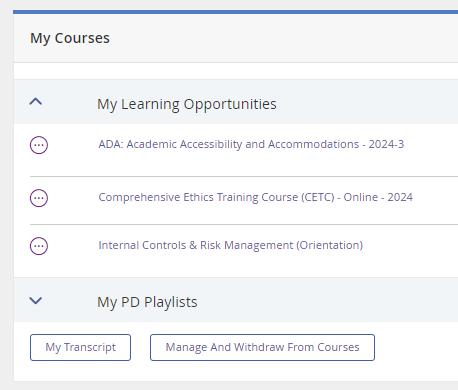 My Courses
My Learning Opportunities
ADA: Academic Accessibility and Accommodations - 2024-3
Comprehensive Ethics Training Course (CETC) - Online - 2024
Internal Controls & Risk Management (Orientation)
My PD Playlists
My Transcript
Manage And Withdraw From Courses